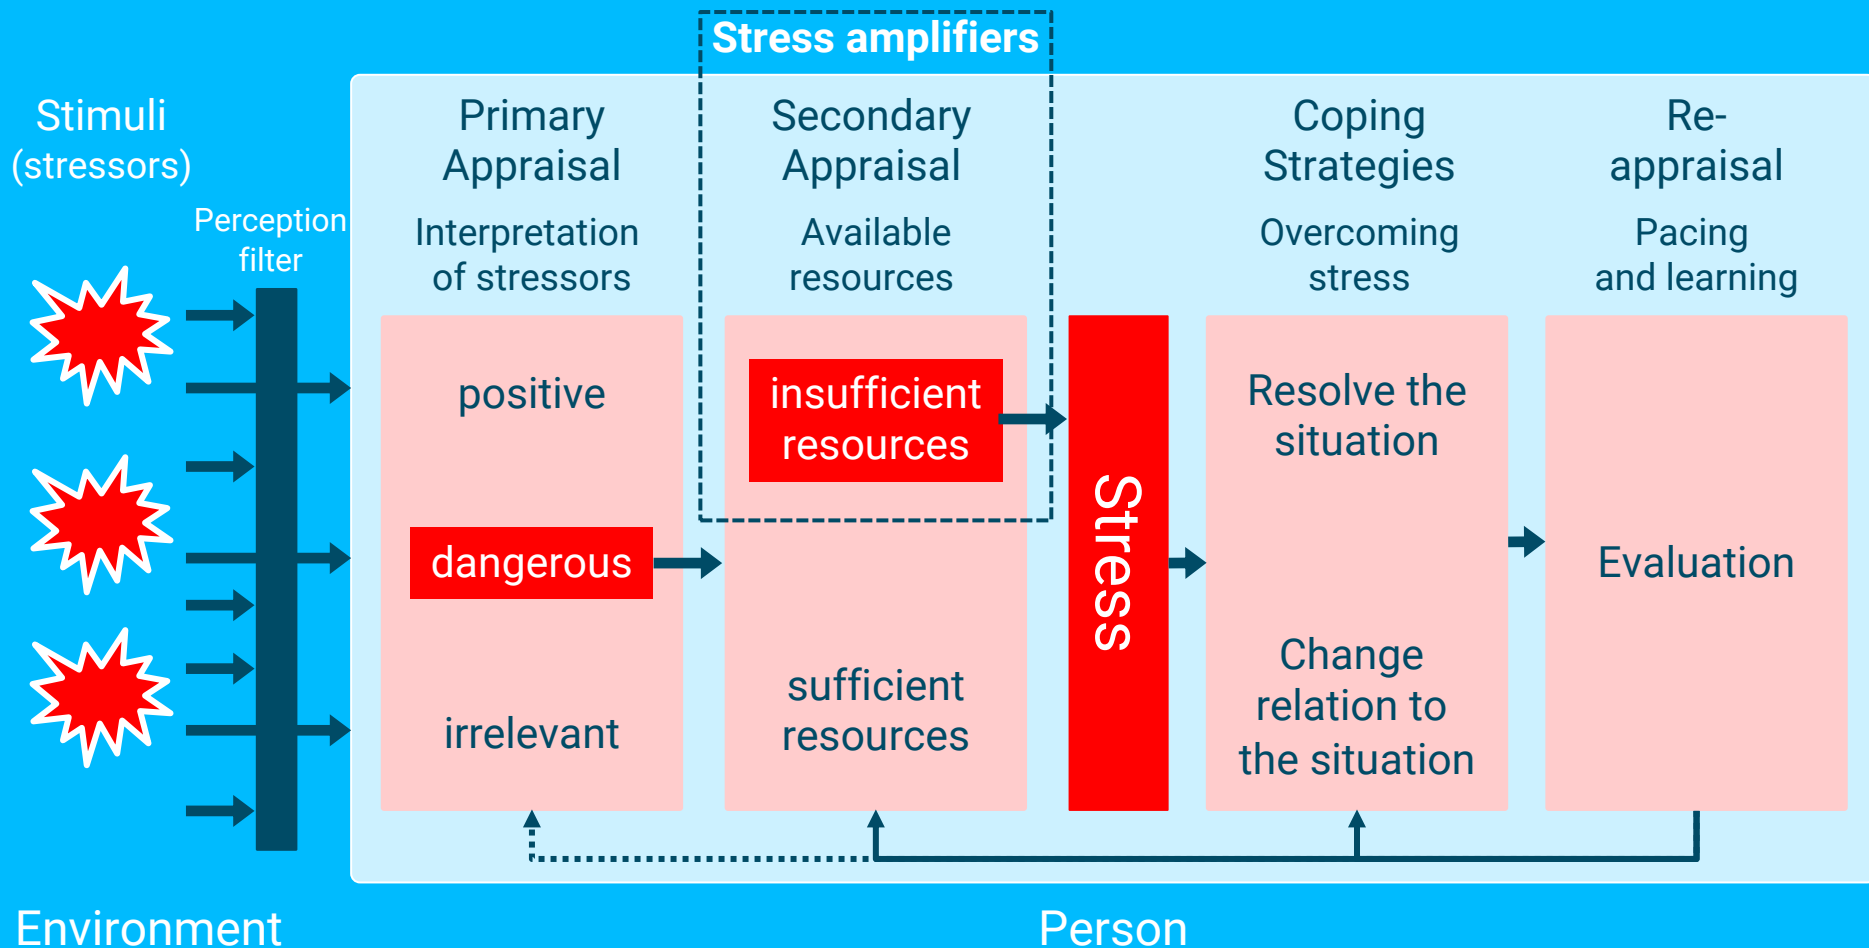 Stress amplifiers
Stimuli
(stressors)
Perception
filter
Primary
Appraisal
Interpretation
of stressors
positive
dangerous
irrelevant
Secondary
Appraisal
Available
resources
insufficient
resources
sufficient
resources
Stress
Coping
Strategies
Overcoming
stress
Resolve the
situation
Change
relation to
the situation
Re-
appraisal
Pacing
and learning
Evaluation
Environment
Person